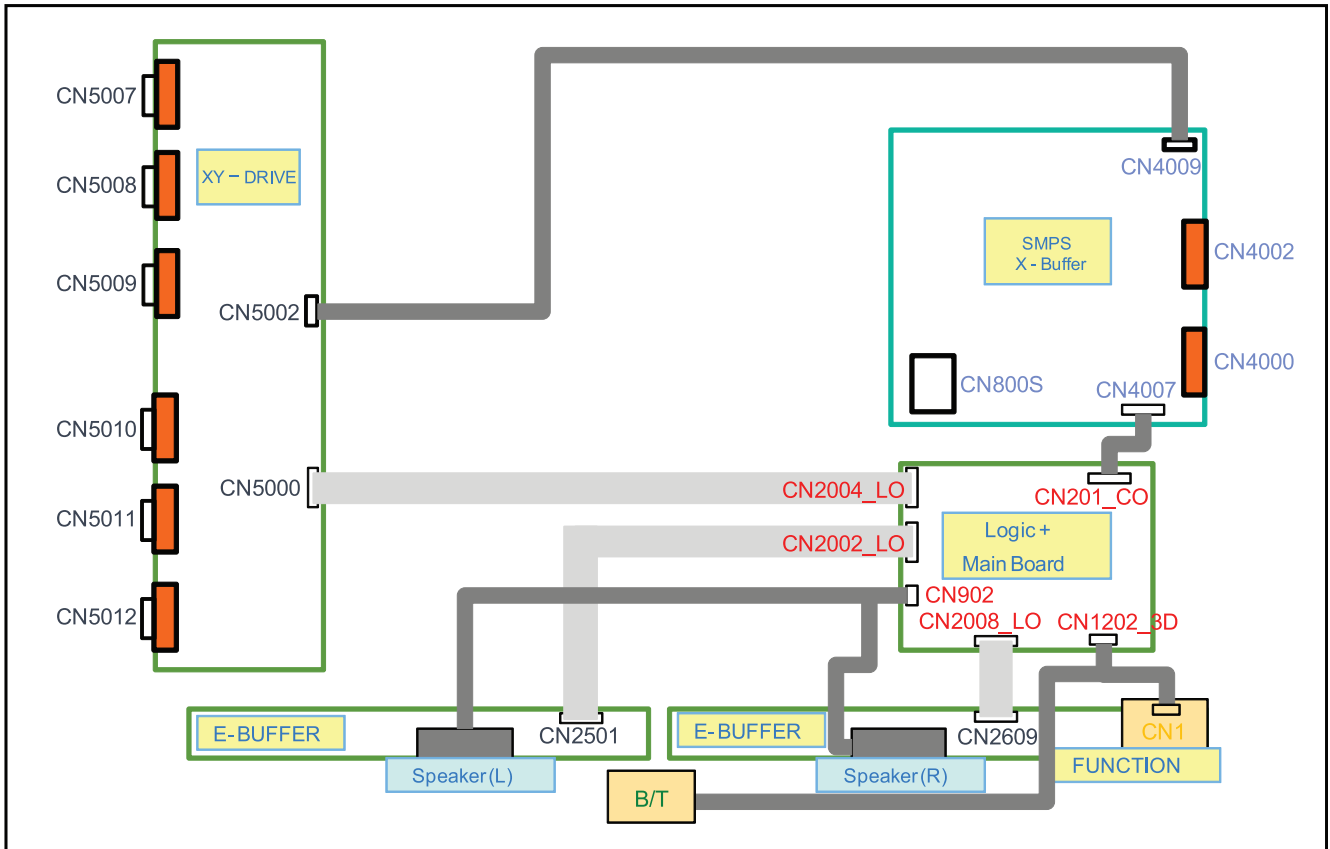 CN5007
CN5008
XY – DRIVE
CN5009
CN5002
CN5010
CN5000
CN5011
CN5012
CN4009
SMPS
X - Buffer
CN4002
CN4000
CN800S
CN4007
CN2004_LO
CN201_CO
CN2002_LO
Logic +
Main Board
CN902
CN2008_LO
CN1202_3D
E-BUFFER
CN2501
Speaker(L)
E-BUFFER
CN2609
CN1
Speaker(R)
FUNCTION
B/T